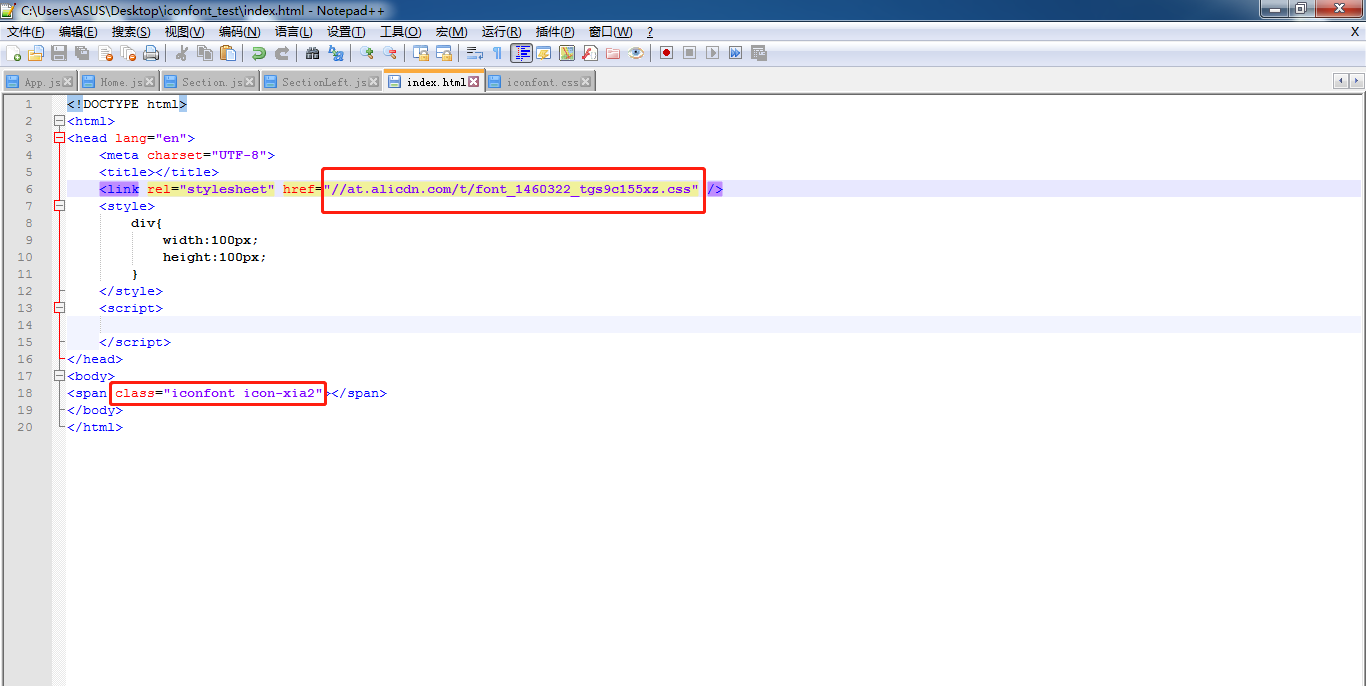 C:\Users\ASUS\Desktop\iconfont_test\index.html - Notepad++
文件(F) 编辑(E) 搜索(S) 视图(V) 编码(N) 语言(L) 设置(T) 工具(O) 宏(M) 运行(R) 插件(P) 窗口(W) ? X
App.js Home.js Section.js SectionLeft.js index.html iconfont.css
1 <!DOCTYPE html>
2 <html>
3 <head lang="en">
4 <meta charset="UTF-8">
5 <title></title>
6 <link rel="stylesheet" href="//at.alicdn.com/t/font_1460322_tgs9c155xz.css" />
7 <style>
8 div{
9 width:100px;
10 height:100px;
11 }
12 </style>
13 <script>
14
15 </script>
16 </head>
17 <body>
18 <span class="iconfont icon-xia2"></span>
19 </body>
20 </html>